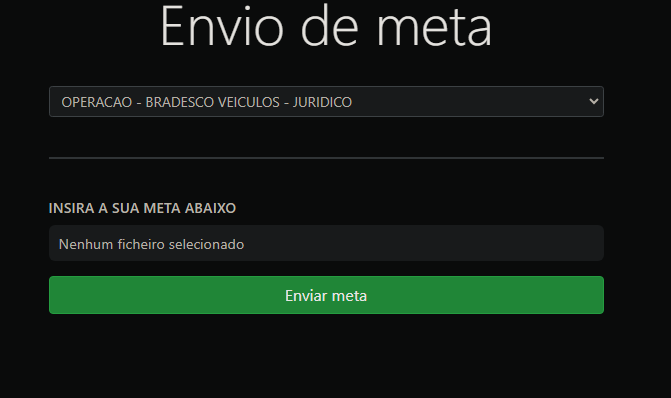 Envio de meta
OPERACAO - BRADESCO VEICULOS - JURIDICO
INSIRA A SUA META ABAIXO
Nenhum ficheiro selecionado
Enviar meta